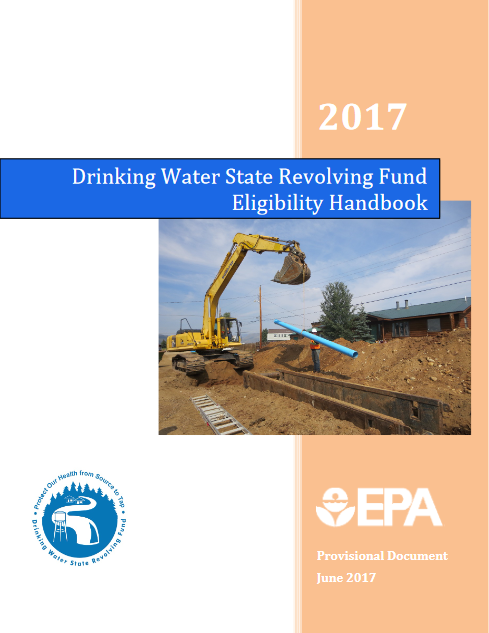 2017
Drinking Water State Revolving Fund
Eligibility Handbook
Protect Our Health from Source to Tap
Drinking Water State Revolving Fund
EPA
Provisional Document
June 2017